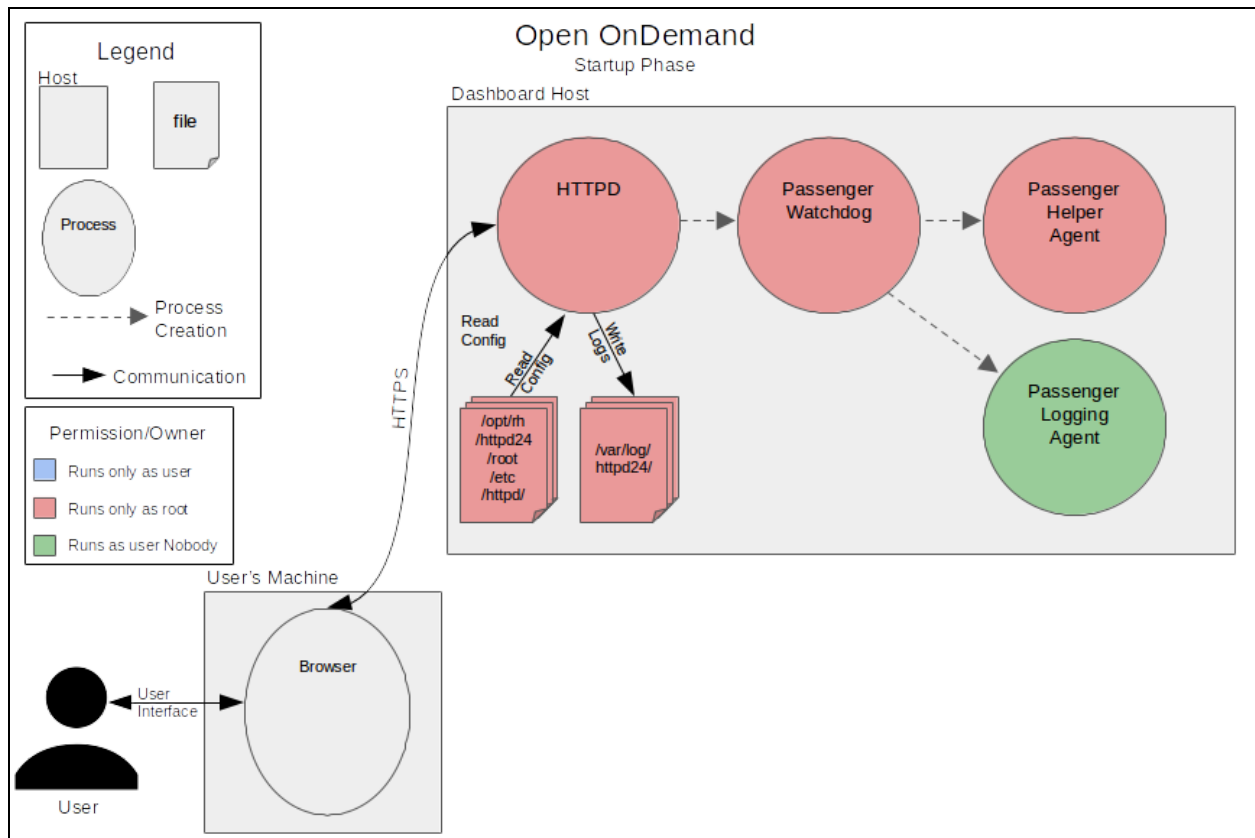 Open OnDemand
Startup Phase
Legend
Host
file
Process
Process
Creation
Communication
Permission/Owner
Runs only as user
Runs only as root
Runs as user Nobody
Dashboard Host
HTTPD
Passenger
Watchdog
Passenger
Helper
Agent
Passenger
Logging
Agent
Read
Config
Read
Config
Write
Logs
/opt/rh
/httpd24
/root
/etc
/httpd/
/var/log/
httpd24/
HTTPS
User's Machine
Browser
User
Interface
User